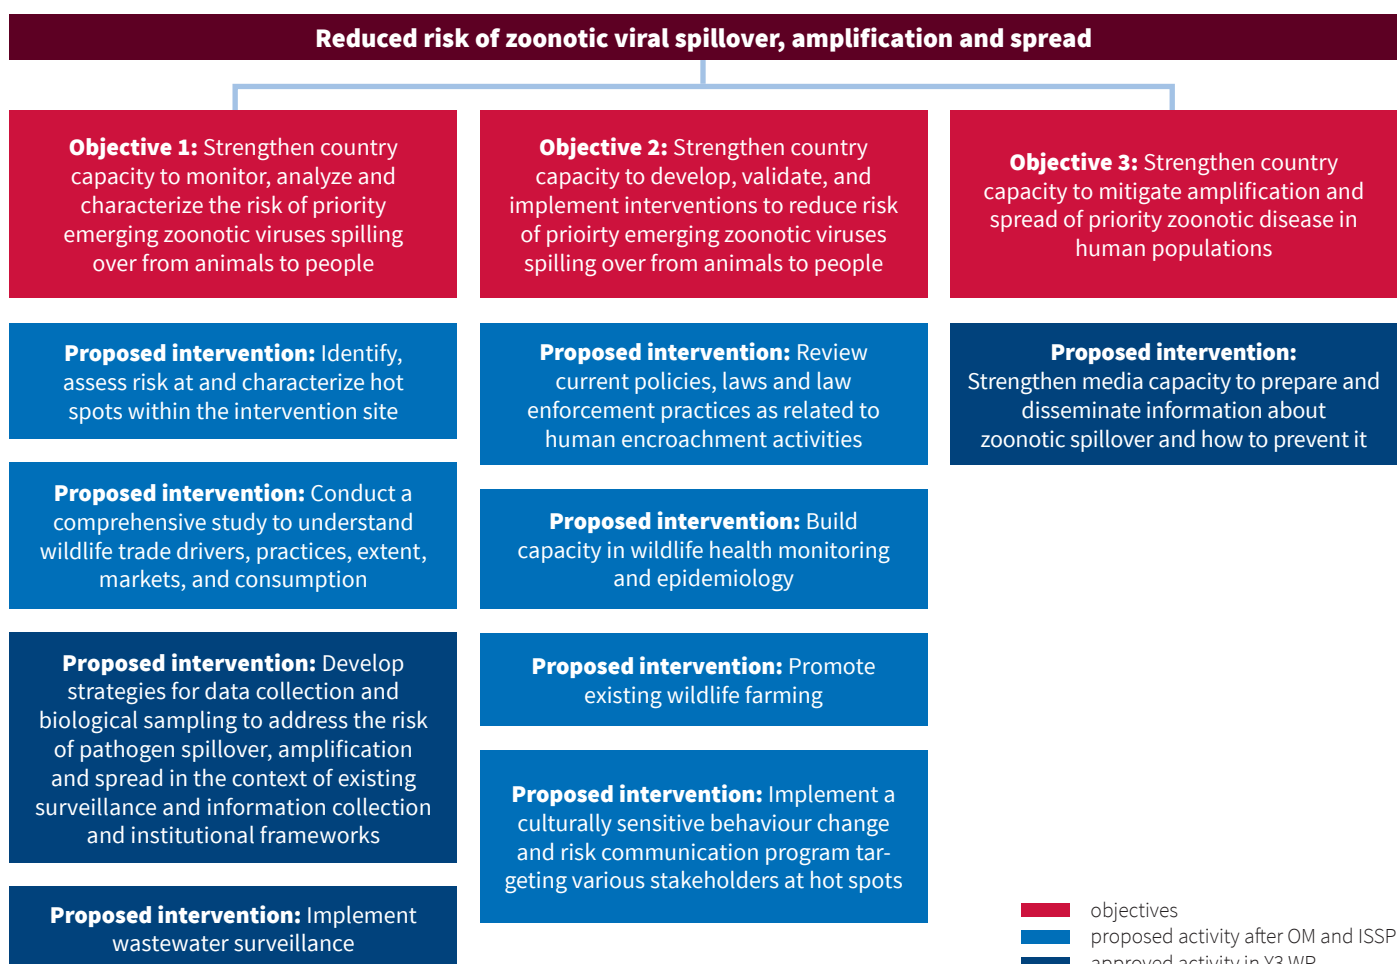 Reduced risk of zoonotic viral spillover, amplification and spread
Objective 1: Strengthen country
capacity to monitor, analyze and
characterize the risk of priority
emerging zoonotic viruses spilling
over from animals to people
Proposed intervention: Identify,
assess risk at and characterize hot
spots within the intervention site
Proposed intervention: Conduct a
comprehensive study to understand
wildlife trade drivers, practices, extent,
markets, and consumption
Proposed intervention: Develop
strategies for data collection and
biological sampling to address the risk
of pathogen spillover, amplification
and spread in the context of existing
surveillance and information collection
and institutional frameworks
Proposed intervention: Implement
wastewater surveillance
Objective 2: Strengthen country
capacity to develop, validate, and
implement interventions to reduce risk
of prioirty emerging zoonotic viruses
spilling over from animals to people
Proposed intervention: Review
current policies, laws and law
enforcement practices as related to
human encroachment activities
Proposed intervention: Build
capacity in wildlife health monitoring
and epidemiology
Proposed intervention: Promote
existing wildlife farming
Proposed intervention: Implement a
culturally sensitive behaviour change
and risk communication program tar-
geting various stakeholders at hot spots
Objective 3: Strengthen country
capacity to mitigate amplification and
spread of priority zoonotic disease in
human populations
Proposed intervention:
Strengthen media capacity to prepare and
disseminate information about
zoonotic spillover and how to prevent it
objectives
proposed activity after OM and ISSP
approved activity in Y3 WP